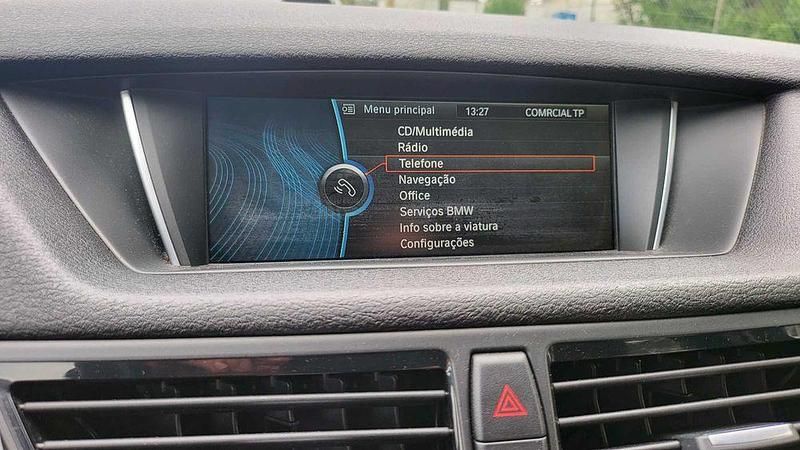 Menu principal 13:27 COMRCIAL TP
CD/Multimédia
Rádio
Telefone
Navegação
Office
Serviços BMW
Info sobre a viatura
Configurações